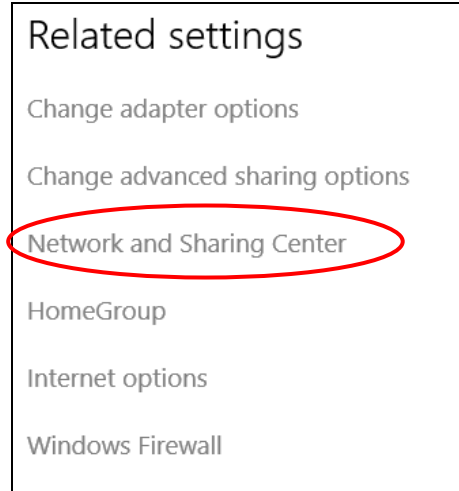 Related settings
Change adapter options
Change advanced sharing options
Network and Sharing Center
HomeGroup
Internet options
Windows Firewall